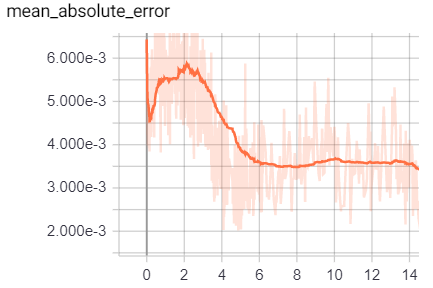 mean_absolute_error
6.000e-3
5.000e-3
4.000e-3
3.000e-3
2.000e-3
0 2 4 6 8 10 12 14